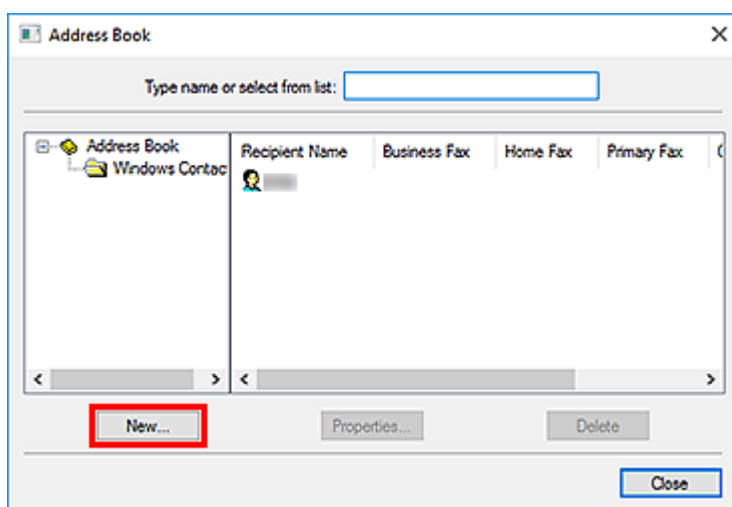 Address Book
Type name or select from list:
Address Book
Windows Contac
Recipient Name Business Fax Home Fax Primary Fax
New... Properties... Delete
Close